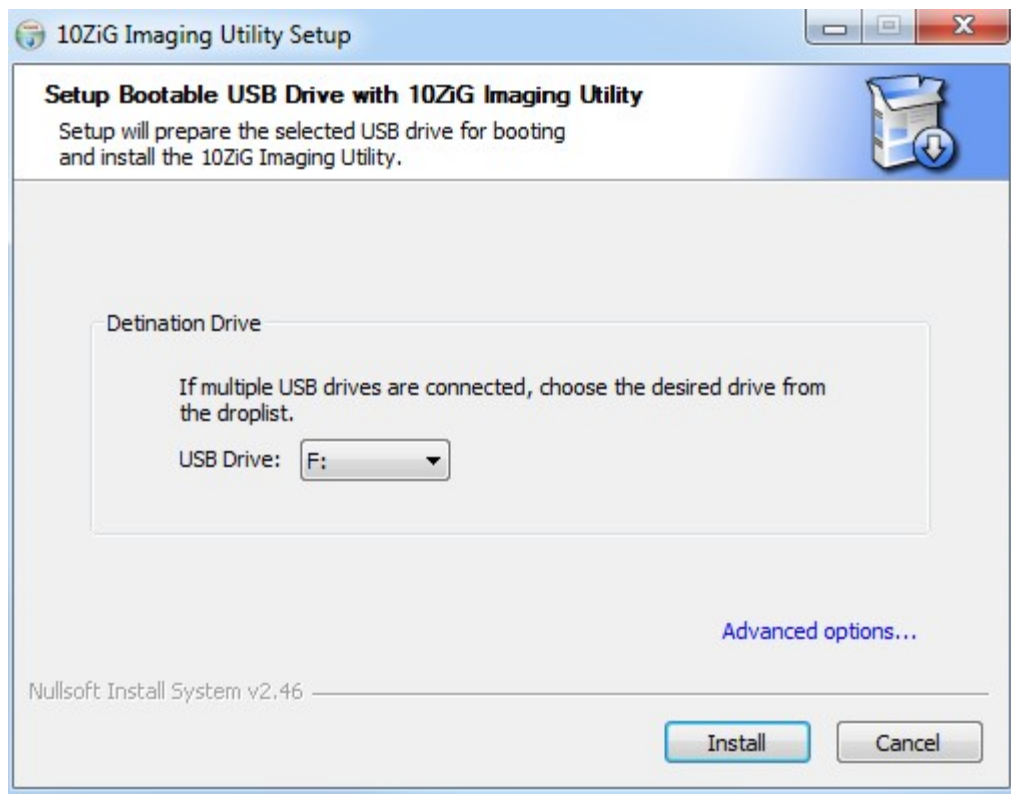 10ZiG Imaging Utility Setup
Setup Bootable USB Drive with 10ZiG Imaging Utility
Setup will prepare the selected USB drive for booting
and install the 10ZiG Imaging Utility.
Detination Drive
If multiple USB drives are connected, choose the desired drive from
the droplist.
USB Drive: F:
Advanced options...
Nullsoft Install System v2.46
Install Cancel